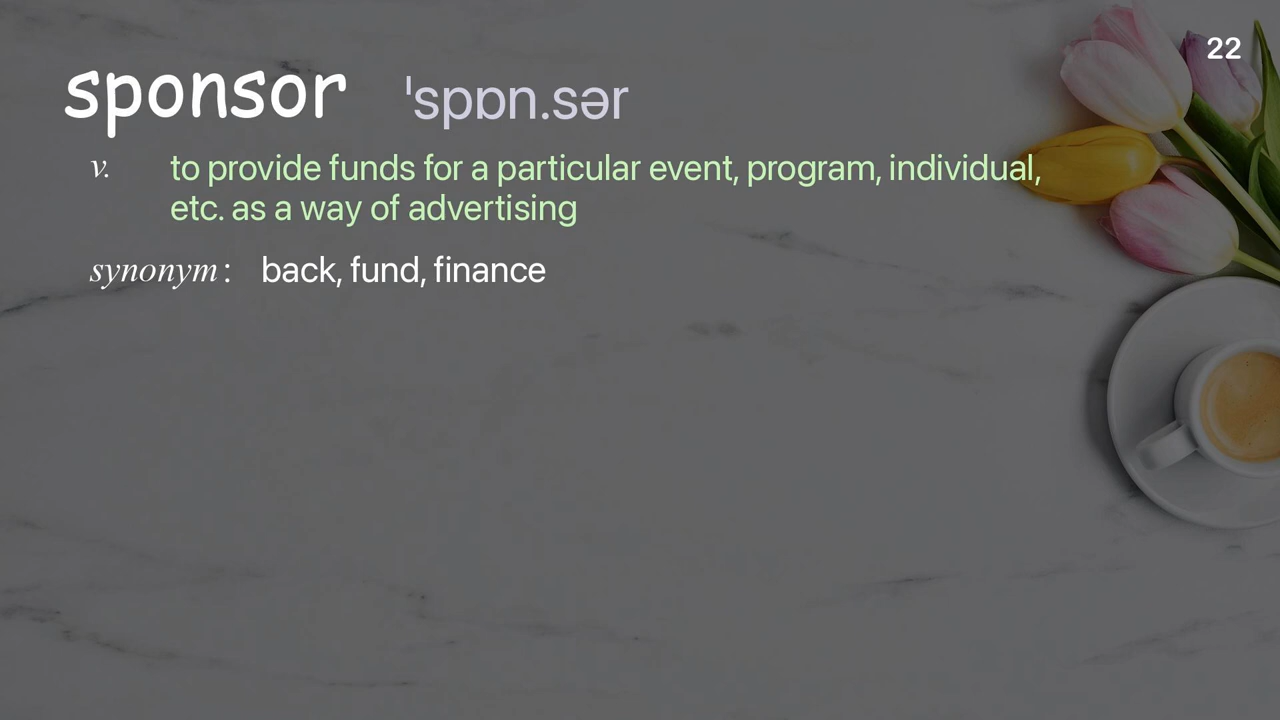 22
sponsor ˈspɒn.sər
v. to provide funds for a particular event, program, individual,
etc. as a way of advertising
synonym: back, fund, finance